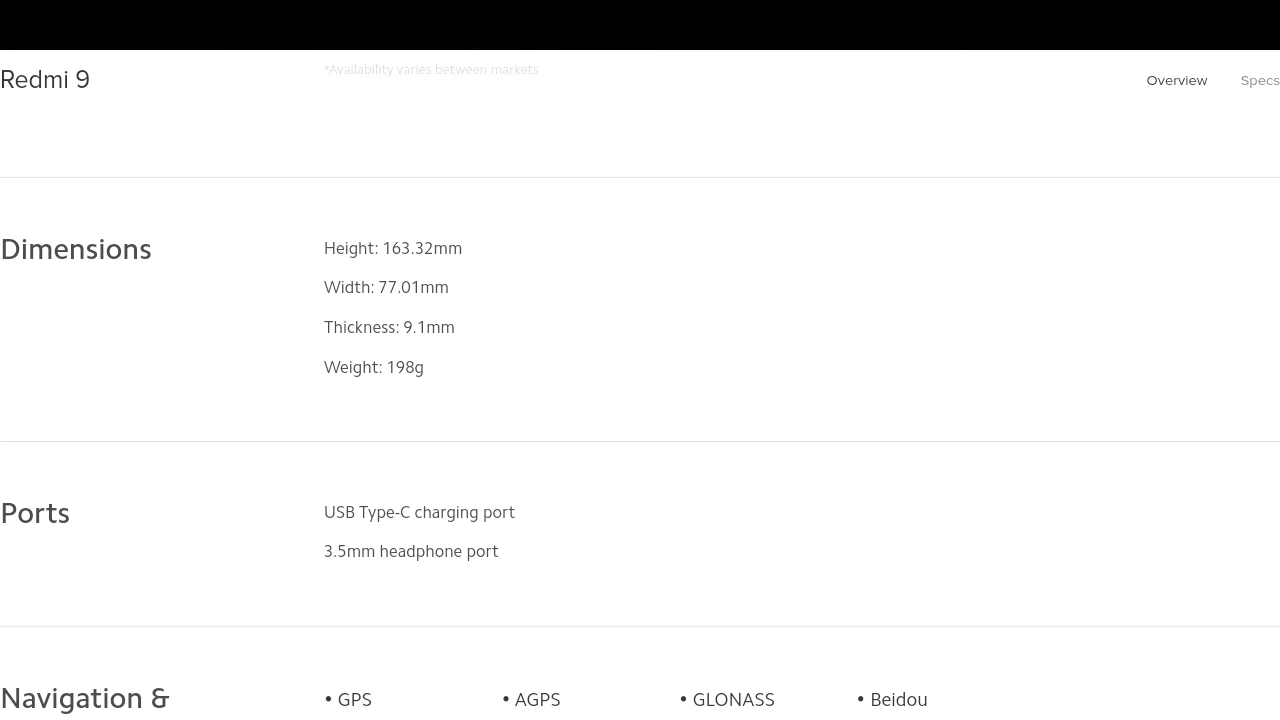 Redmi 9
*Availability varies between markets
Overview
Specs
Dimensions
Height: 163.32mm
Width: 77.01mm
Thickness: 9.1mm
Weight: 198g
Ports
USB Type-C charging port
3.5mm headphone port
Navigation &
• GPS
• AGPS
• GLONASS
• Beidou